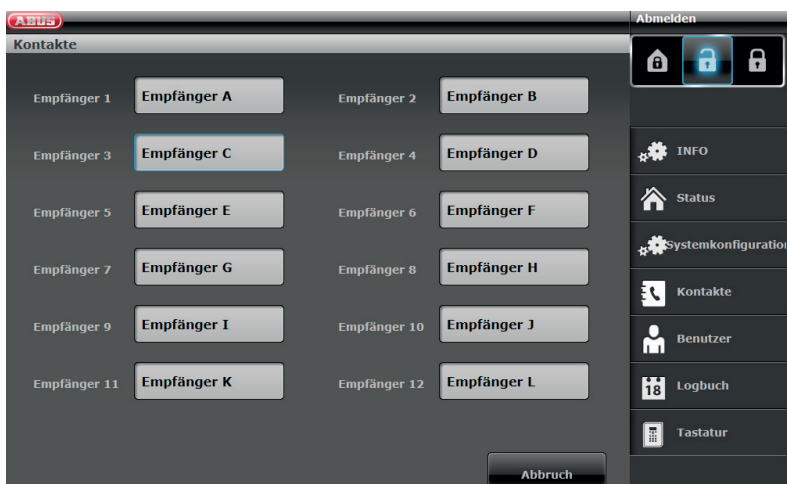 ABUS
Abmelden
Kontakte
Empfänger 1 Empfänger A Empfänger 2 Empfänger B
Empfänger 3 Empfänger C Empfänger 4 Empfänger D
Empfänger 5 Empfänger E Empfänger 6 Empfänger F
Empfänger 7 Empfänger G Empfänger 8 Empfänger H
Empfänger 9 Empfänger I Empfänger 10 Empfänger J
Empfänger 11 Empfänger K Empfänger 12 Empfänger L
Abbruch
INFO
Status
Systemkonfiguration
Kontakte
Benutzer
18 Logbuch
Tastatur